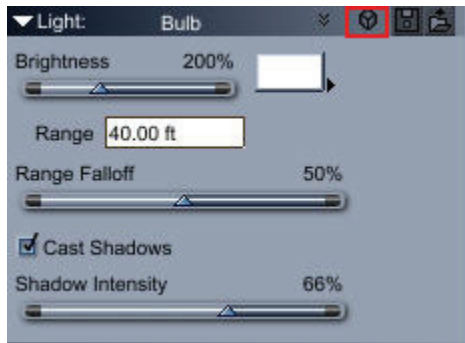 Light: Bulb
Brightness 200%
Range 40.00 ft
Range Falloff 50%
Cast Shadows
Shadow Intensity 66%